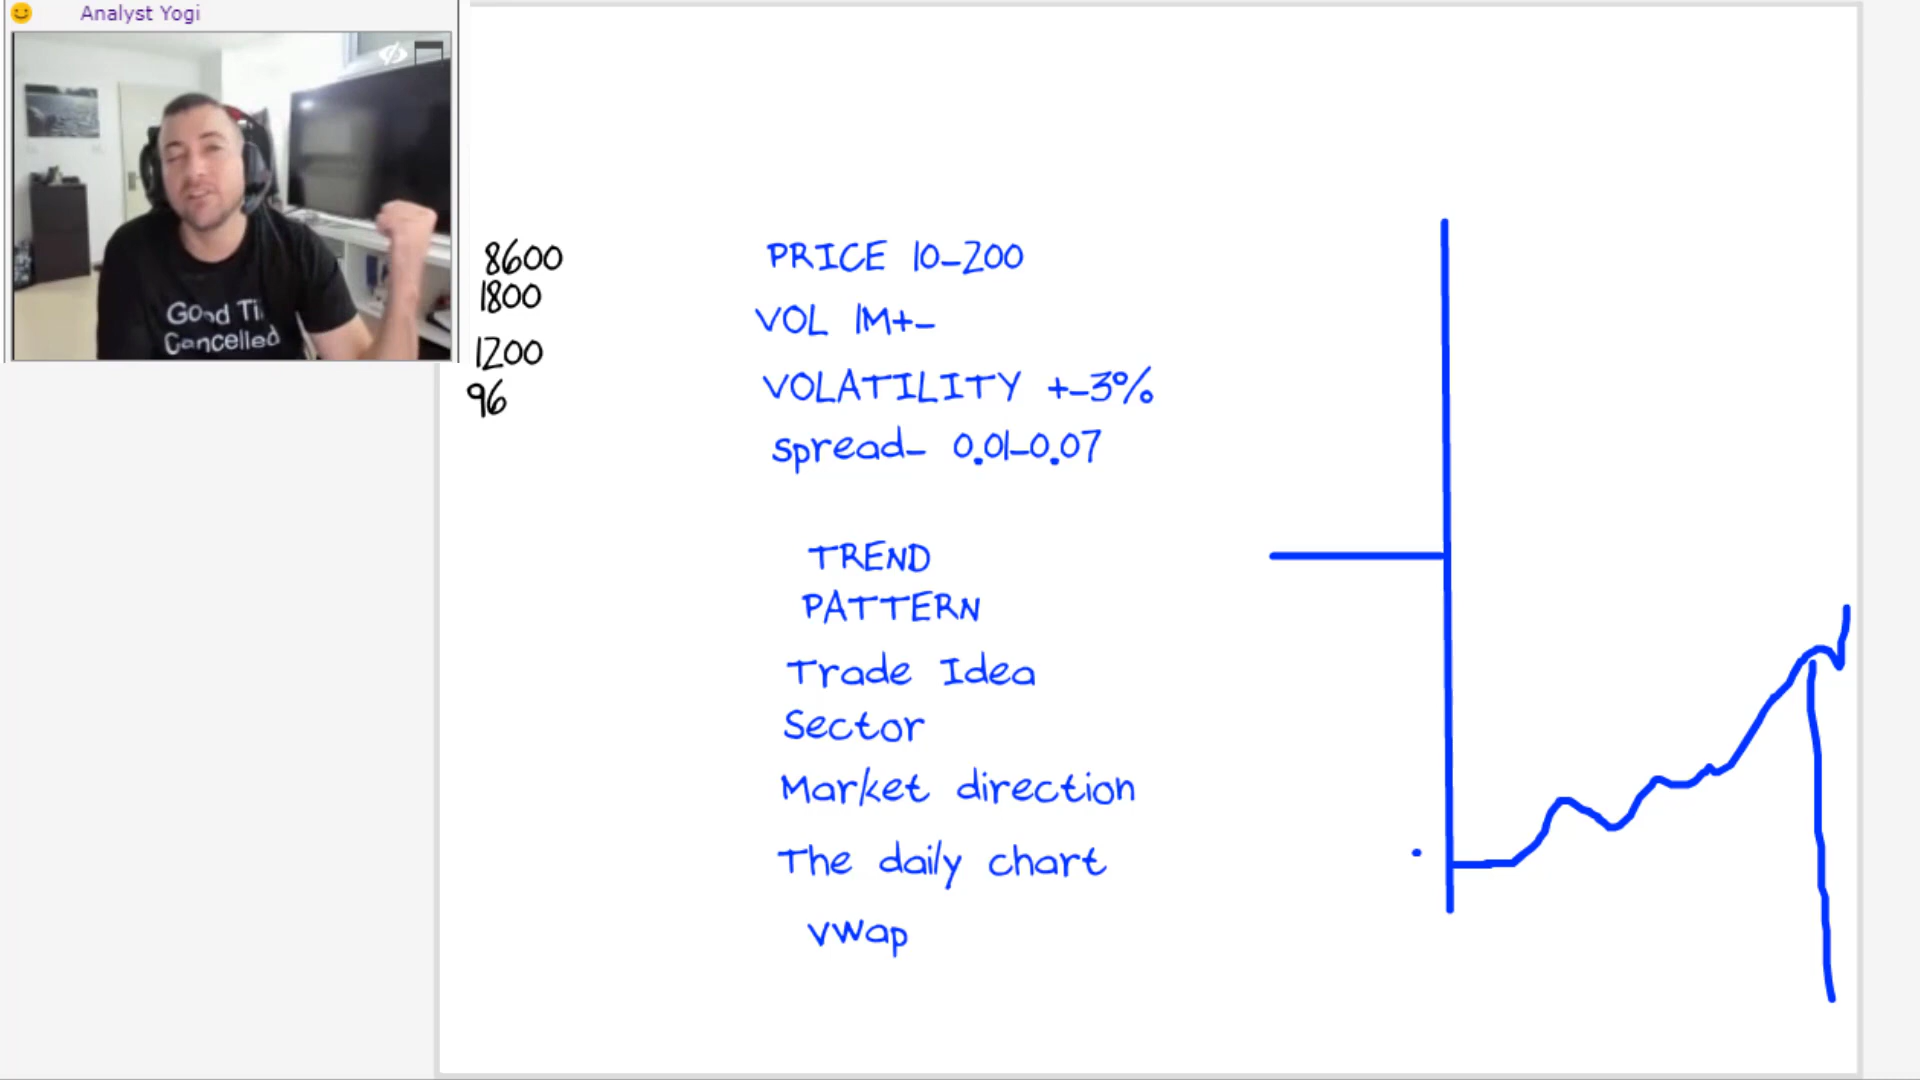 Analyst Yogi
Good Ti
Cancelled
8600
1800
1200
96
PRICE 10-200
VOL 1M+-
VOLATILITY +-3%
spread- 0.01-0.07
TREND
PATTERN
Trade Idea
Sector
Market direction
The daily chart
vwap